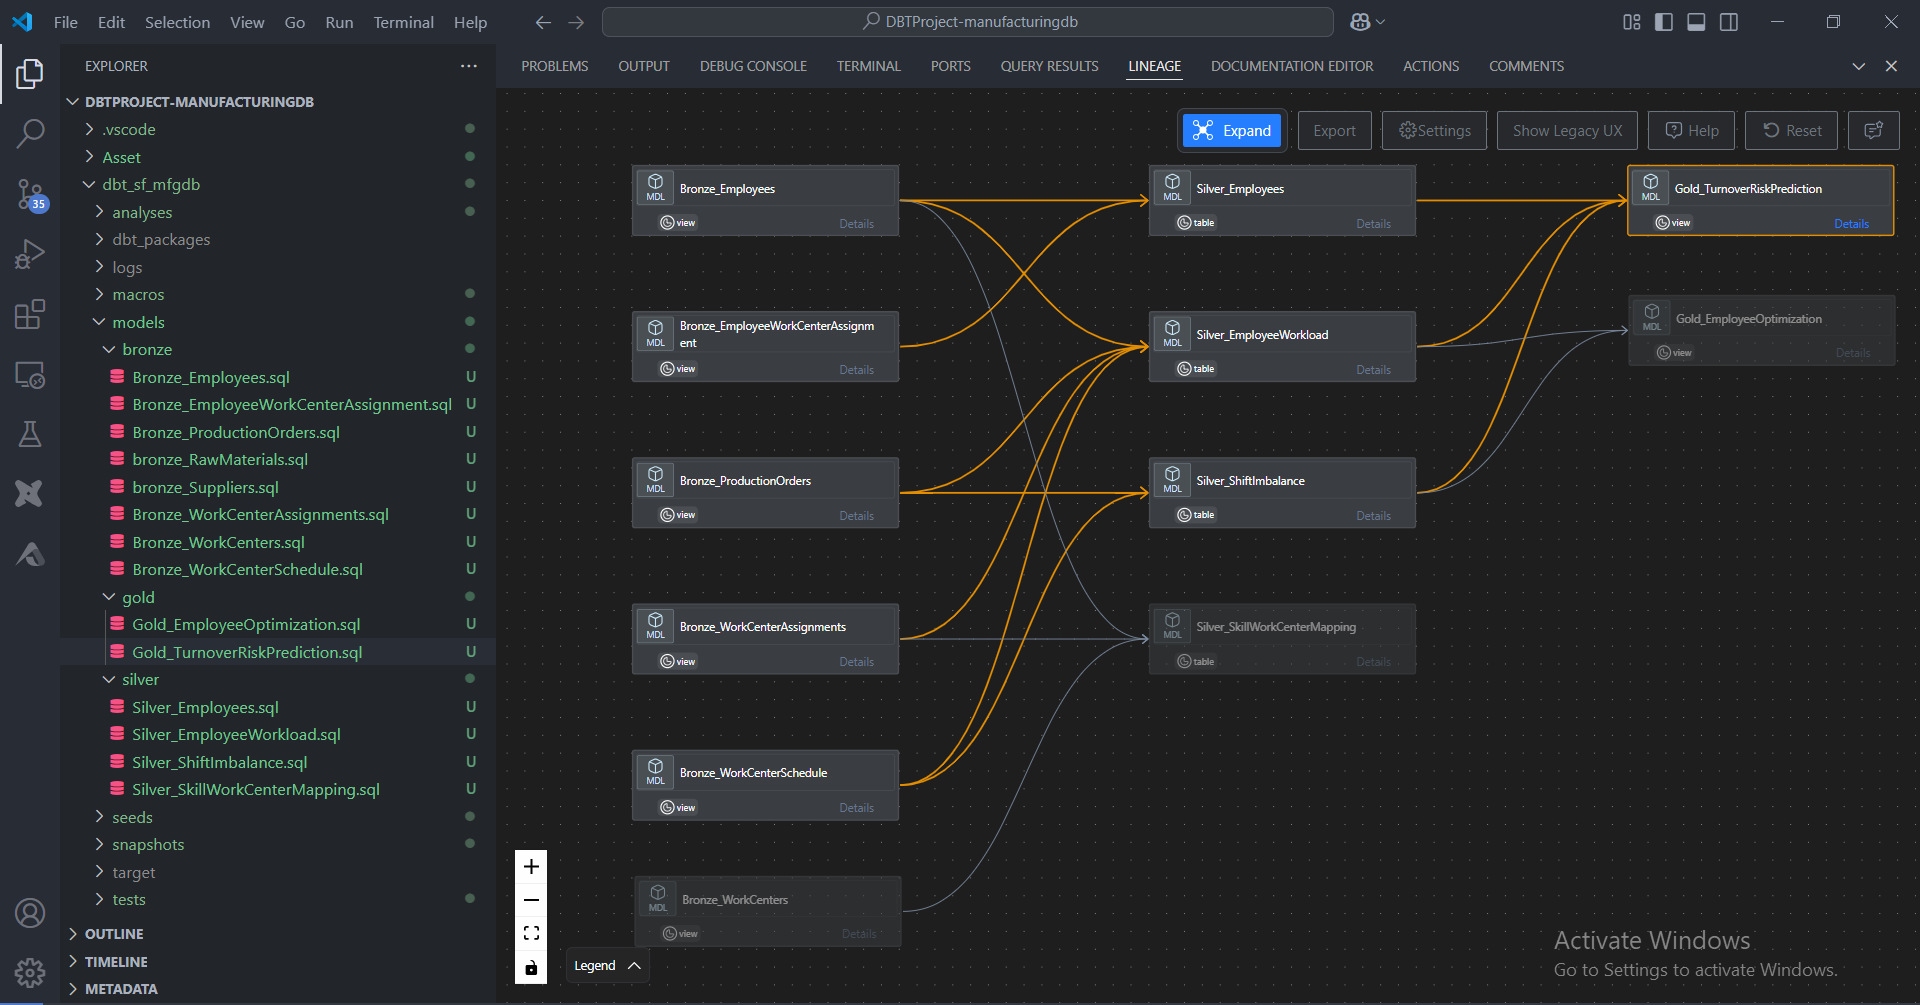 File Edit Selection View Go Run Terminal Help
DBTProject-manufacturingdb
EXPLORER
DBTPROJECT-MANUFACTURINGDB
.vscode
Asset
dbt_sf_mfgdb
35
analyses
dbt_packages
logs
macros
models
bronze
Bronze_Employees.sql U
Bronze_EmployeeWorkCenterAssignment.sql U
Bronze_ProductionOrders.sql U
bronze_RawMaterials.sql U
bronze_Suppliers.sql U
Bronze_WorkCenterAssignments.sql U
Bronze_WorkCenters.sql U
Bronze_WorkCenterSchedule.sql U
gold
Gold_EmployeeOptimization.sql U
Gold_TurnoverRiskPrediction.sql U
silver
Silver_Employees.sql U
Silver_EmployeeWorkload.sql U
Silver_ShiftImbalance.sql U
Silver_SkillWorkCenterMapping.sql U
seeds
snapshots
target
tests
OUTLINE
TIMELINE
METADATA
PROBLEMS OUTPUT DEBUG CONSOLE TERMINAL PORTS QUERY RESULTS LINEAGE DOCUMENTATION EDITOR ACTIONS COMMENTS
Expand Export Settings Show Legacy UX Help Reset
MDL Bronze_Employees
view Details
MDL Silver_Employees
table Details
MDL Gold_TurnoverRiskPrediction
view Details
MDL Bronze_EmployeeWorkCenterAssignm
ent
view Details
MDL Silver_EmployeeWorkload
table Details
MDL Gold_EmployeeOptimization
view Details
MDL Bronze_ProductionOrders
view Details
MDL Silver_ShiftImbalance
table Details
MDL Bronze_WorkCenterAssignments
view Details
MDL Silver_SkillWorkCenterMapping
table Details
MDL Bronze_WorkCenterSchedule
view Details
MDL Bronze_WorkCenters
view Details
Legend
Activate Windows
Go to Settings to activate Windows.